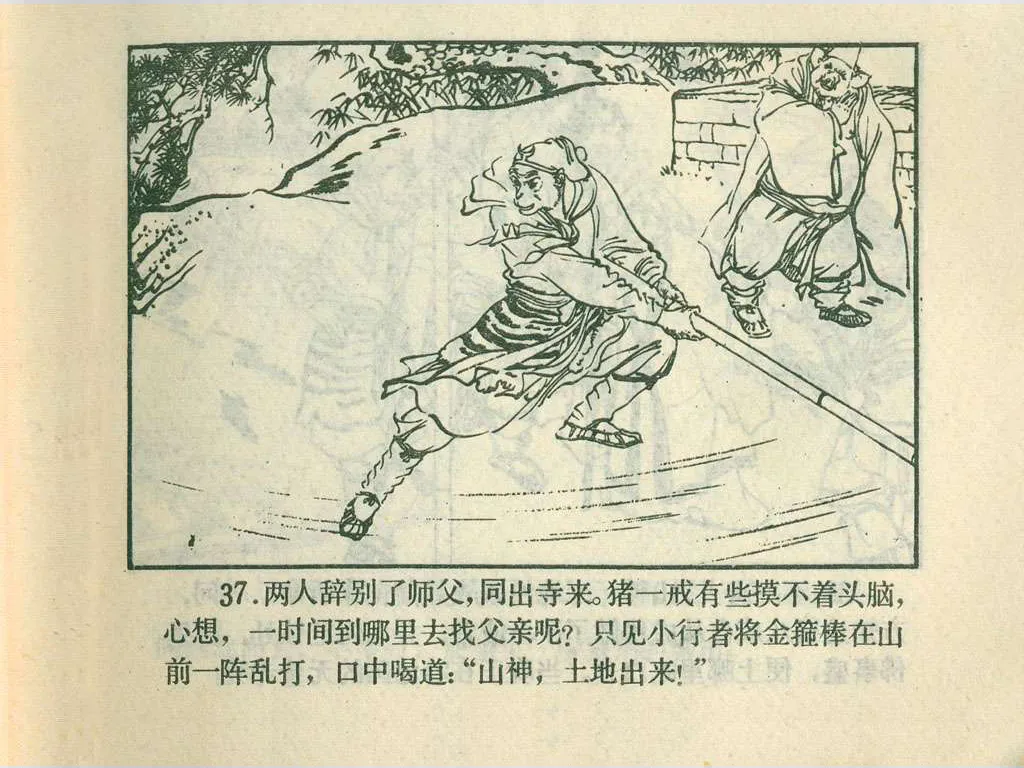 37.两人辞别了师父,同出寺来。猪一戒有些摸不着头脑,
心想,一时间到哪里去找父亲呢?只见小行者将金箍棒在山
前一阵乱打,口中喝道:“山神,土地出来!”